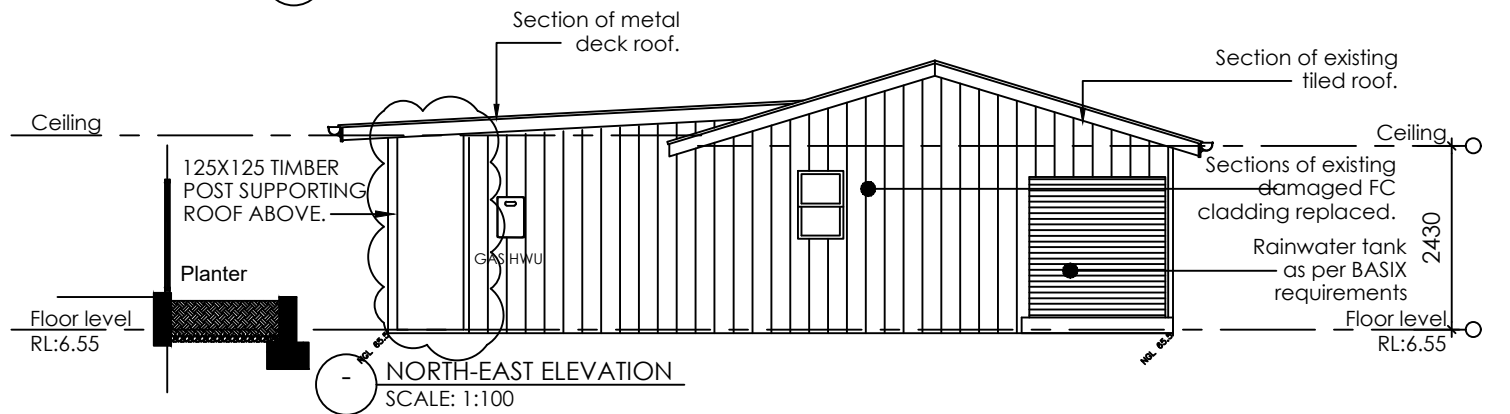 Section of metal
deck roof.
Section of existing
tiled roof.
Ceiling
Ceiling
125X125 TIMBER
POST SUPPORTING
ROOF ABOVE.
Sections of existing
damaged FC
cladding replaced.
2430
GAS HWU
Rainwater tank
as per BASIX
requirements
Planter
Floor level
RL:6.55
Floor level
RL:6.55
-
NORTH-EAST ELEVATION
SCALE: 1:100